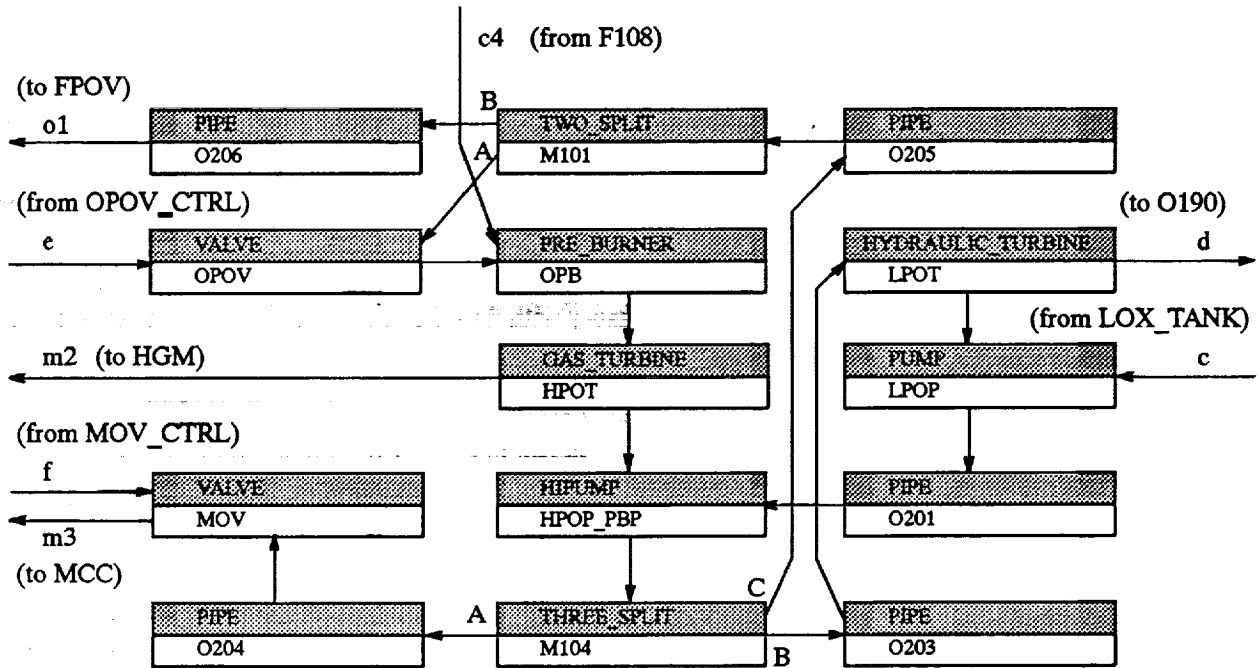 c4 (from F108)
(to FPOV)
o1
PIPE
O206
B
A
TWO_SPLIT
M101
PIPE
O205
(from OPOV_CTRL)
e
VALVE
OPOV
PRE_BURNER
OPB
HYDRAULIC_TURBINE
LPOT
(to O190)
d
m2 (to HGM)
GAS_TURBINE
HPOT
PUMP
LPOP
(from LOX_TANK)
c
(from MOV_CTRL)
f
m3
(to MCC)
VALVE
MOV
HIPUMP
HPOP_PBP
PIPE
O201
PIPE
O204
A
THREE_SPLIT
M104
C
B
PIPE
O203